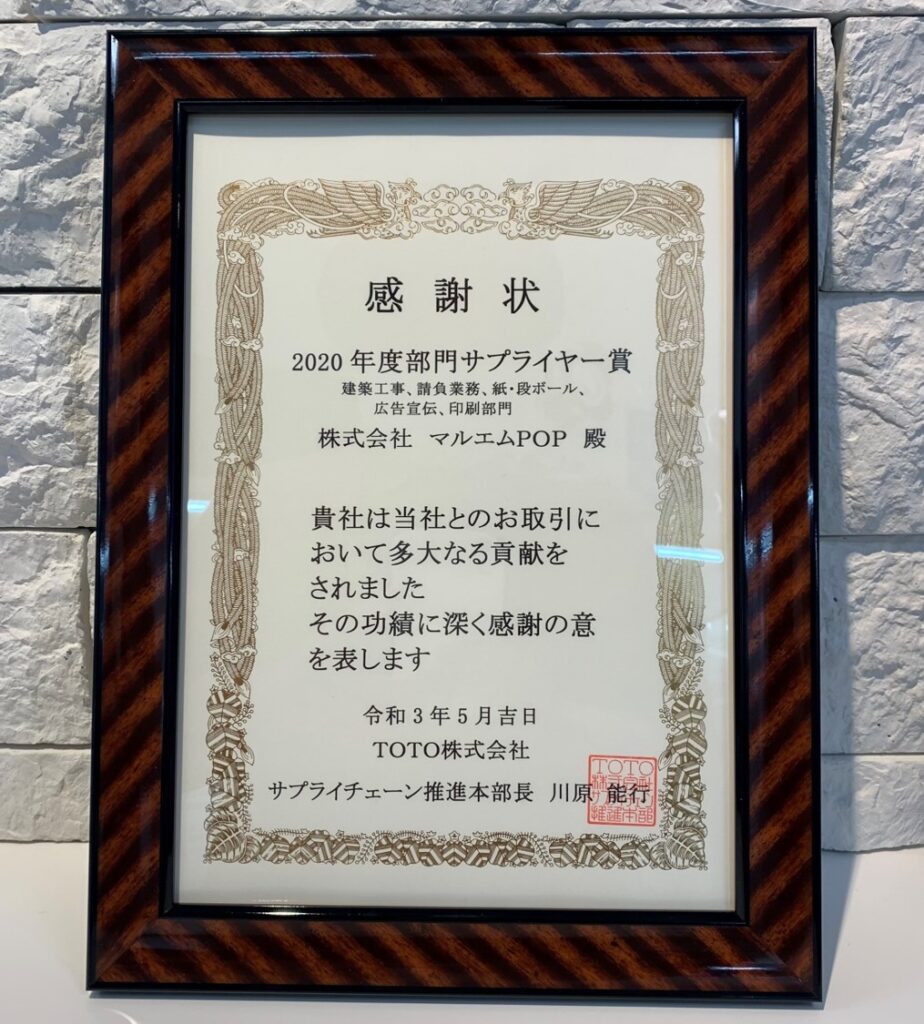 感謝状
2020年度部門サプライヤー賞
建築工事、請負業務、紙・段ボール、
広告宣伝、印刷部門
株式会社 マルエムPOP 殿
貴社は当社とのお取引に
おいて多大なる貢献を
されました
その功績に深く感謝の意
を表します
令和3年5月吉日
TOTO株式会社
サプライチェーン推進本部長 川原 能行
TOTO